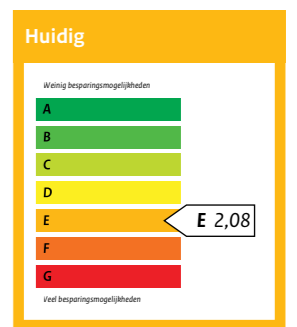 Huidig
Weinig besparingsmogelijkheden
A
B
C
D
E
E 2,08
F
G
Veel besparingsmogelijkheden